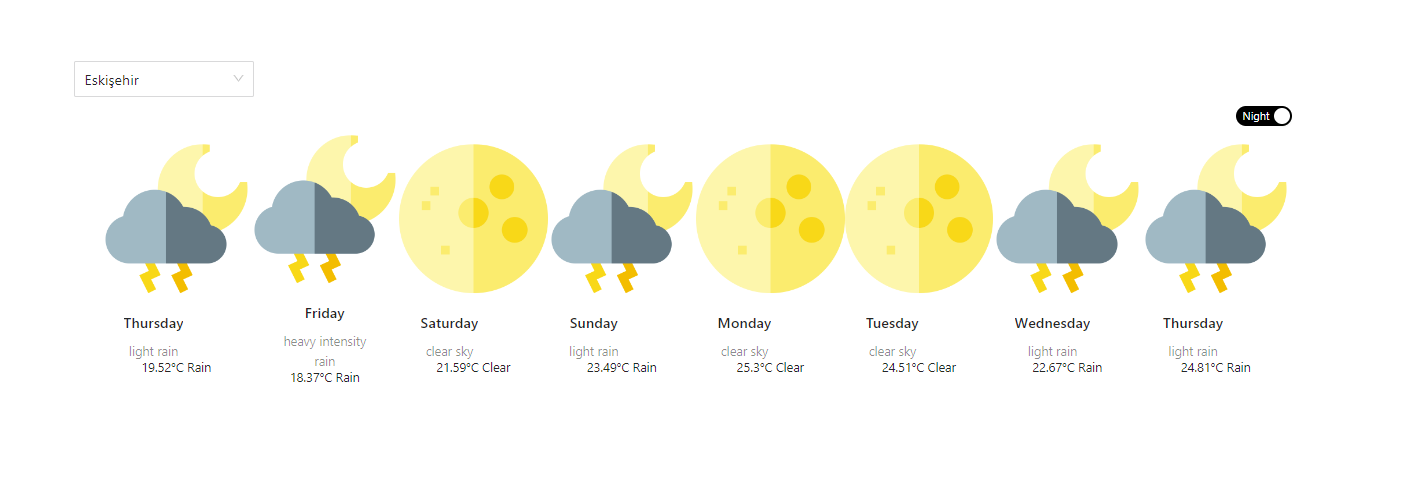 Eskişehir
Night
Thursday
light rain
19.52°C Rain
Friday
heavy intensity
rain
18.37°C Rain
Saturday
clear sky
21.59°C Clear
Sunday
light rain
23.49°C Rain
Monday
clear sky
25.3°C Clear
Tuesday
clear sky
24.51°C Clear
Wednesday
light rain
22.67°C Rain
Thursday
light rain
24.81°C Rain